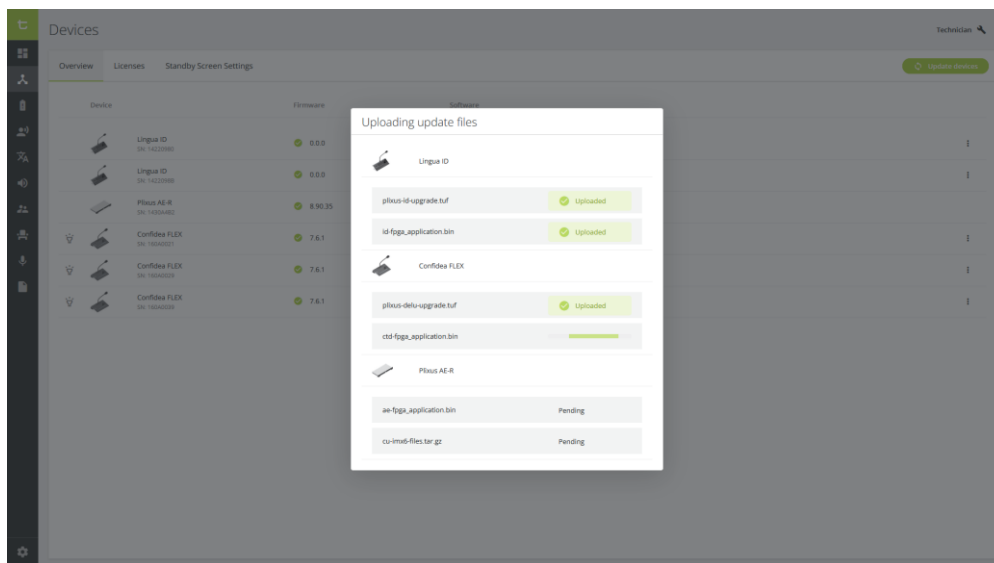 Devices
Technician
Overview Licenses Standby Screen Settings
Update devices
Device Firmware Software
Lingua ID 0.0.0
Lingua ID 0.0.0
Plixus AE-R 8.90.35
Confidea FLEX 7.6.1
Confidea FLEX 7.6.1
Confidea FLEX 7.6.1
Uploading update files
Lingua ID
plixus-id-upgrade.tuf Uploaded
id-fpga_application.bin Uploaded
Confidea FLEX
plixus-delu-upgrade.tuf Uploaded
ctd-fpga_application.bin
Plixus AE-R
ae-fpga_application.bin Pending
cu-imx6-files.tar.gz Pending